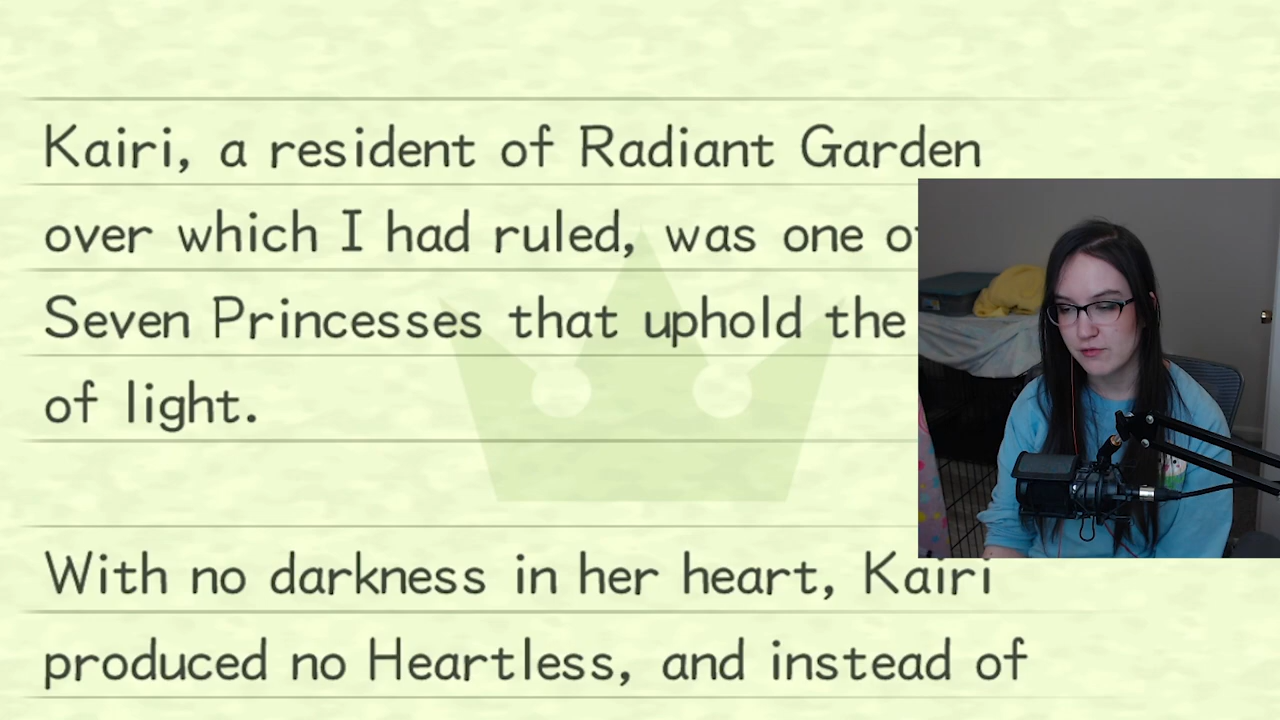 Kairi, a resident of Radiant Garden
over which I had ruled, was one
Seven Princesses that uphold the
of light.
With no darkness in her heart, Kairi
produced no Heartless, and instead of